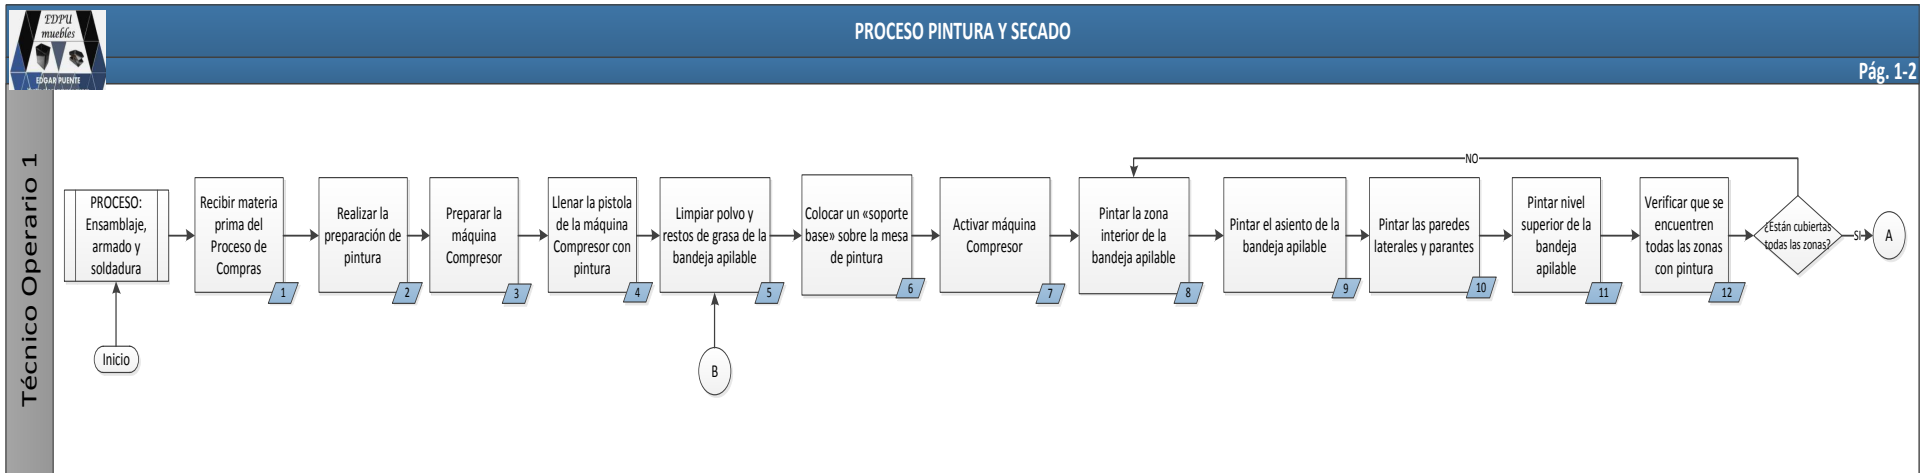 EDPU
muebles
EDGAR PUENTE
PROCESO PINTURA Y SECADO
Pág. 1-2
Técnico Operario 1
PROCESO:
Ensamblaje,
armado y
soldadura
Inicio
Recibir materia
prima del
Proceso de
Compras
1
Realizar la
preparación de
pintura
2
Preparar la
máquina
Compresor
3
Llenar la pistola
de la máquina
Compresor con
pintura
4
Limpiar polvo y
restos de grasa de la
bandeja apilable
5
B
Colocar un «soporte
base» sobre la mesa
de pintura
6
Activar máquina
Compresor
7
Pintar la zona
interior de la
bandeja apilable
8
Pintar el asiento de la
bandeja apilable
9
Pintar las paredes
laterales y parantes
10
Pintar nivel
superior de la
bandeja
apilable
11
Verificar que se
encuentren
todas las zonas
con pintura
12
¿Están cubiertas
todas las zonas?
NO
SI
A